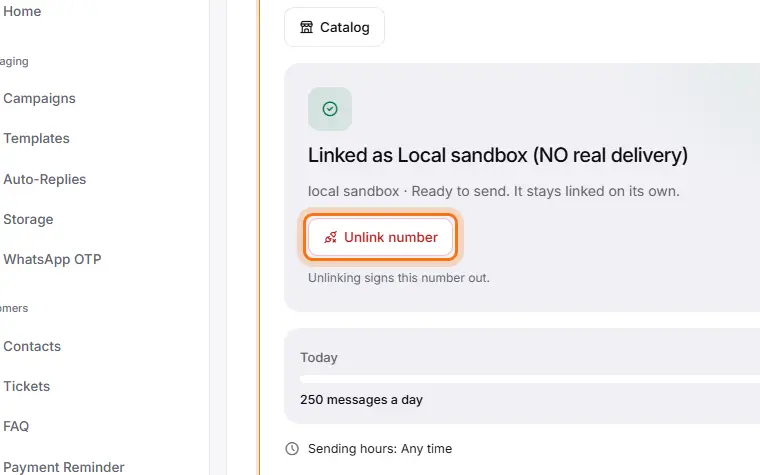 Home
aging
Campaigns
Templates
Auto-Replies
Storage
WhatsApp OTP
omers
Contacts
Tickets
FAQ
Payment Reminder
Catalog
Linked as Local sandbox (NO real delivery)
local sandbox · Ready to send. It stays linked on its own.
Unlink number
Unlinking signs this number out.
Today
250 messages a day
Sending hours: Any time